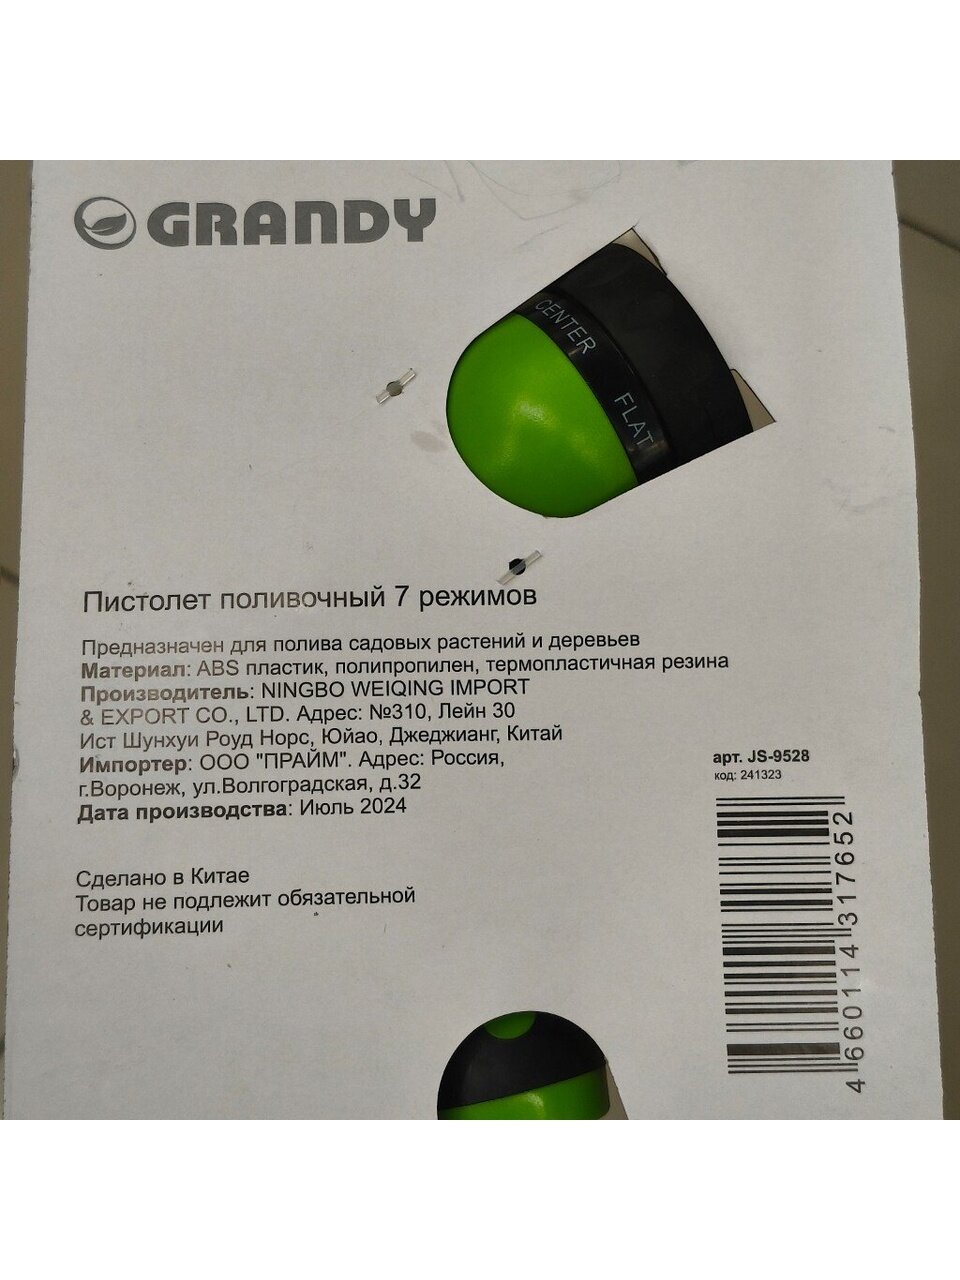 GRANDY
CENTER
FLAT
Пистолет поливочный 7 режимов
Предназначен для полива садовых растений и деревьев
Материал: ABS пластик, полипропилен, термопластичная резина
Производитель: NINGBO WEIQING IMPORT
& EXPORT CO., LTD. Адрес: №310, Лейн 30
Ист Шунхуи Роуд Норс, Юйао, Джеджианг, Китай
Импортер: ООО "ПРАЙМ". Адрес: Россия,
г.Воронеж, ул.Волгоградская, д.32
Дата производства: Июль 2024
Сделано в Китае
Товар не подлежит обязательной
сертификации
арт. JS-9528
код: 241323
4660114317652